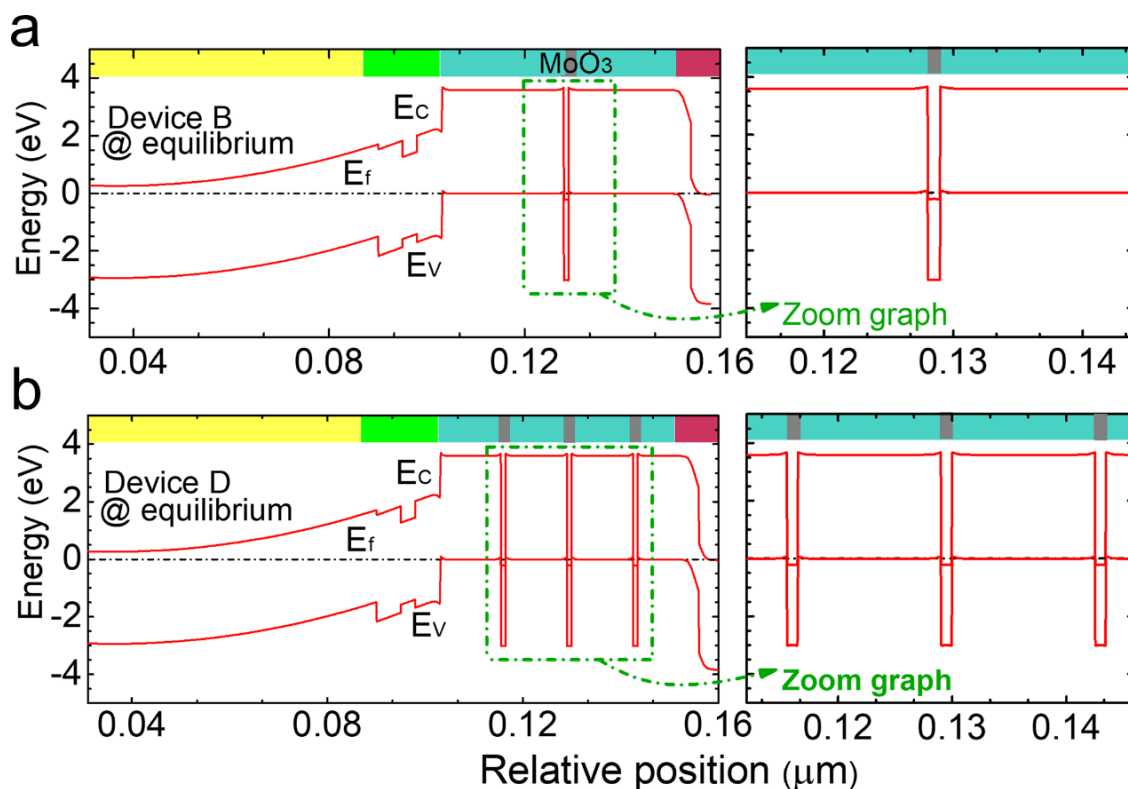 a
MoO3
Device B
@ equilibrium
EC
Ef
EV
Energy (eV)
4
2
0
-2
-4
0.04
0.08
0.12
0.16
0.12
0.13
0.14
Zoom graph
b
Device D
@ equilibrium
EC
Ef
EV
Energy (eV)
4
2
0
-2
-4
0.04
0.08
0.12
0.16
0.12
0.13
0.14
Zoom graph
Relative position (μm)